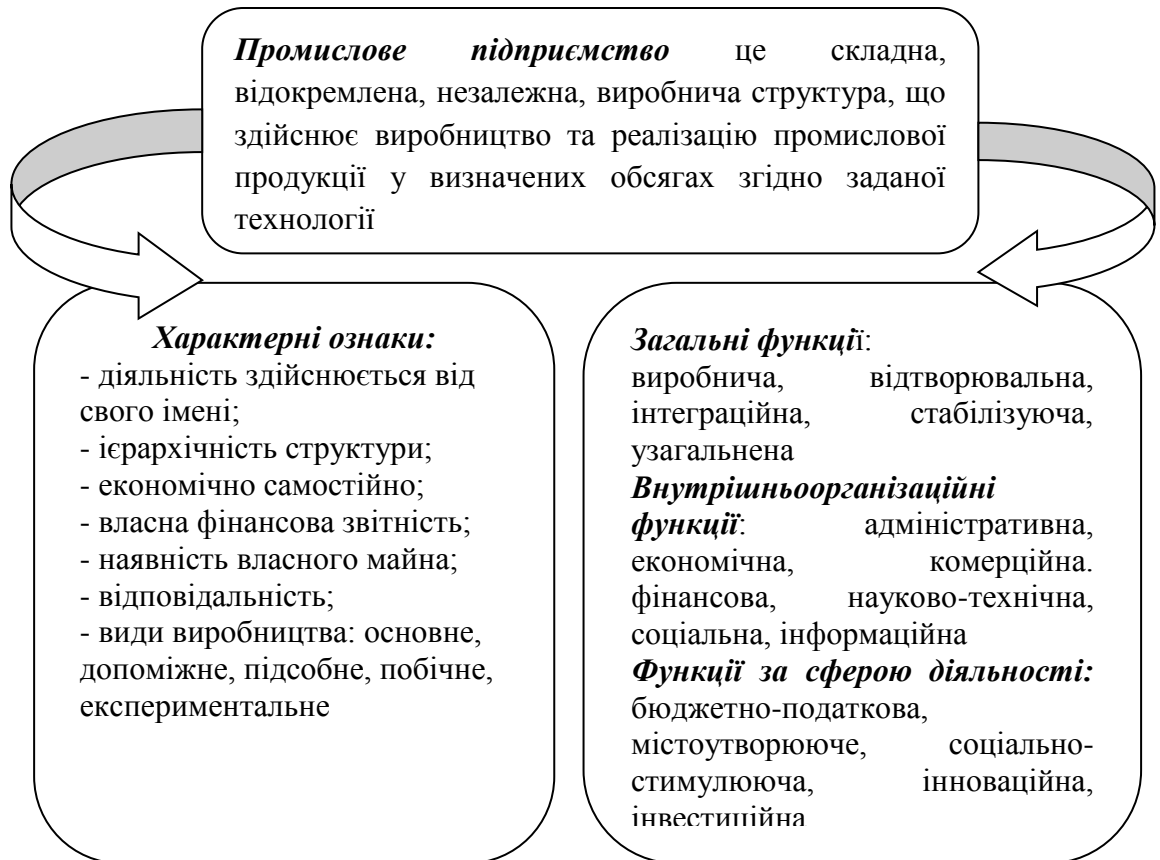 Промислове підприємство це складна,
відокремлена, незалежна, виробнича структура, що
здійснює виробництво та реалізацію промислової
продукції у визначених обсягах згідно заданої
технології
Характерні ознаки:
- діяльність здійснюється від
свого імені;
- ієрархічність структури;
- економічно самостійно;
- власна фінансова звітність;
- наявність власного майна;
- відповідальність;
- види виробництва: основне,
допоміжне, підсобне, побічне,
експериментальне
Загальні функції:
виробнича, відтворювальна,
інтеграційна, стабілізуюча,
узагальнена
Внутрішньоорганізаційні
функції: адміністративна,
економічна, комерційна.
фінансова, науково-технічна,
соціальна, інформаційна
Функції за сферою діяльності:
бюджетно-податкова,
містоутворююче, соціально-
стимулююча, інноваційна,
інвестиційна